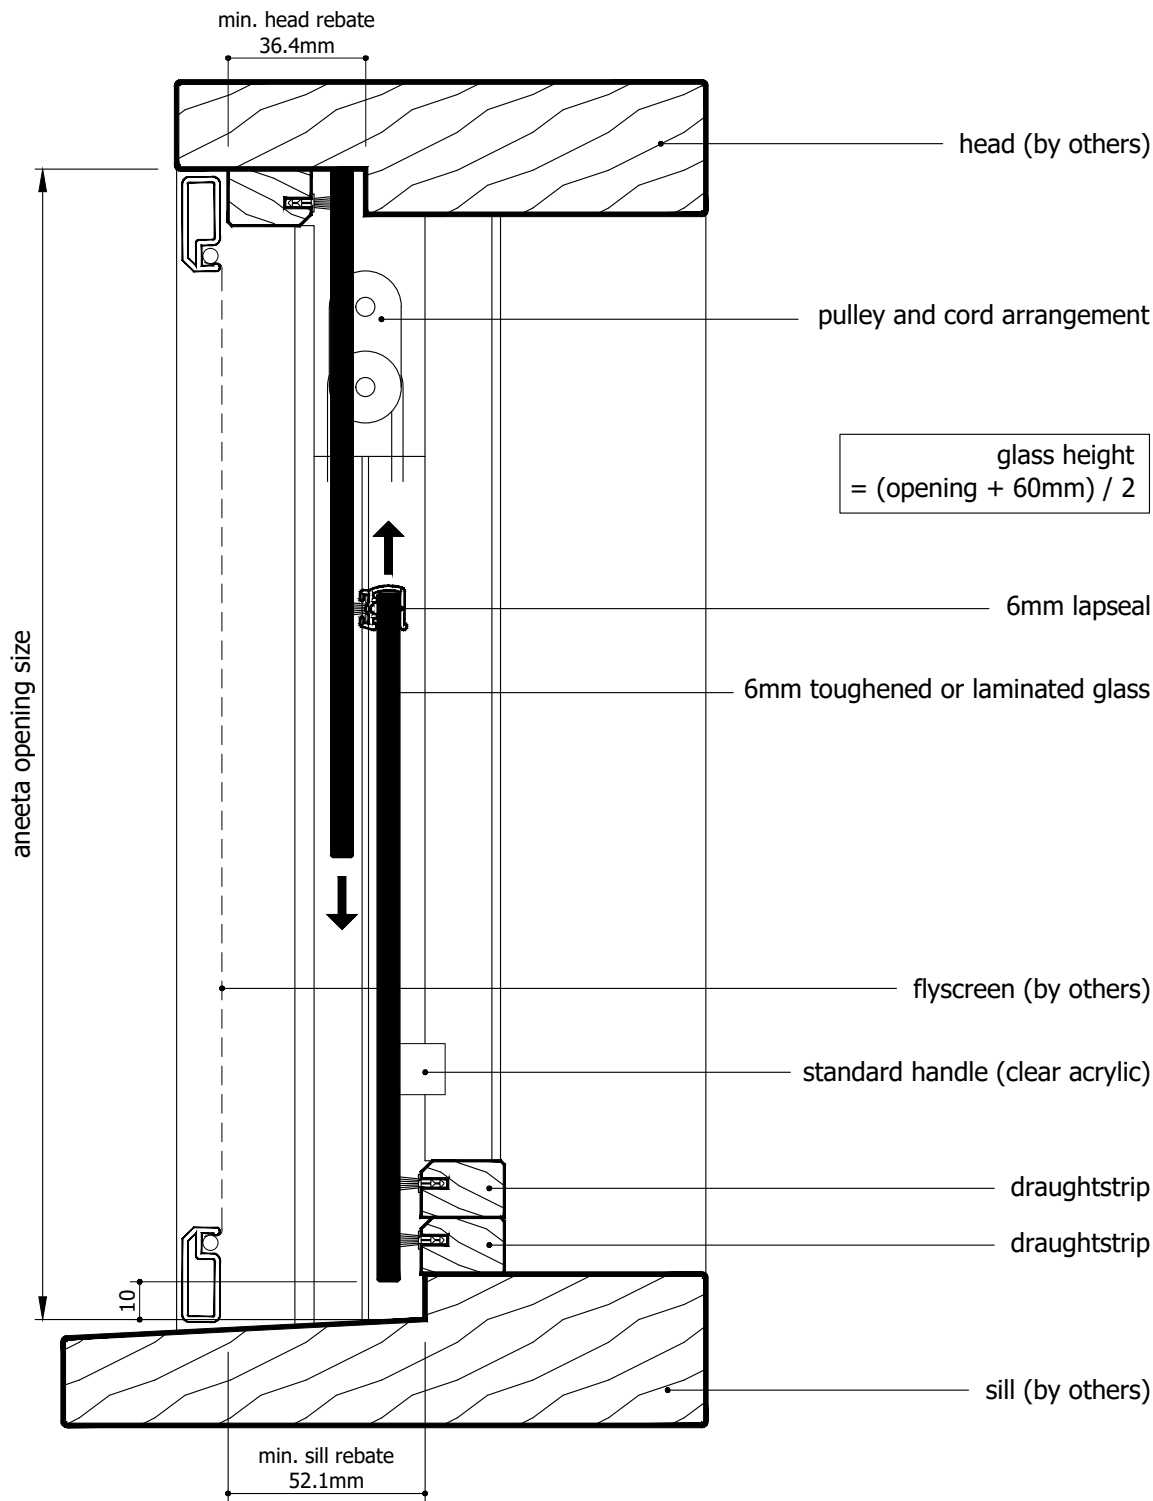 min. head rebate
36.4mm
head (by others)
pulley and cord arrangement
glass height
= (opening + 60mm) / 2
6mm lapseal
6mm toughened or laminated glass
aneeta opening size
flyscreen (by others)
standard handle (clear acrylic)
draughtstrip
draughtstrip
10
sill (by others)
min. sill rebate
52.1mm